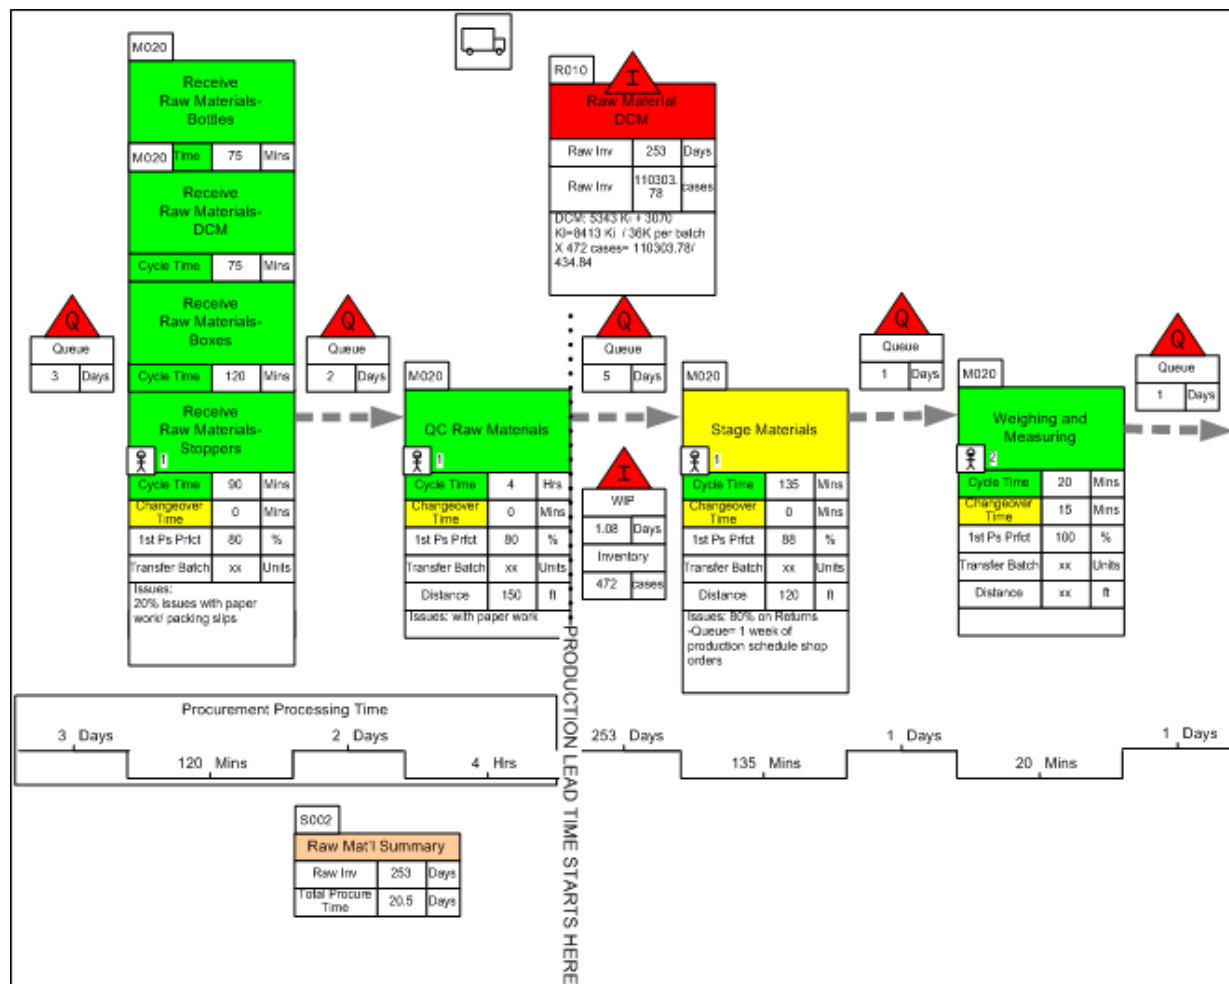 M020
Receive
Raw Materials-
Bottles
M020 Time 75 Mins
Receive
Raw Materials-
DCM
Cycle Time 75 Mins
Receive
Raw Materials-
Boxes
Cycle Time 120 Mins
Receive
Raw Materials-
Stoppers
1
Cycle Time 90 Mins
Changeover
Time 0 Mins
1st Ps Prfct 80 %
Transfer Batch xx Units
Issues:
20% Issues with paper
work/ packing slips
Q
Queue
3 Days
Q
Queue
2 Days
M020
QC Raw Materials
1
Cycle Time 4 Hrs
Changeover
Time 0 Mins
1st Ps Prfct 80 %
Transfer Batch xx Units
Distance 150 ft
Issues: with paper work
R010
I
Raw Material
DCM
Raw Inv 253 Days
Raw Inv 110303.
78 cases
DCM: 5343 Ki + 3070
Ki=8413 Ki / 36K per batch
X 472 cases= 110303.78/
434.84
Q
Queue
5 Days
I
WIP
1.08 Days
Inventory
472 cases
M020
Stage Materials
1
Cycle Time 135 Mins
Changeover
Time 0 Mins
1st Ps Prfct 88 %
Transfer Batch xx Units
Distance 120 ft
Issues: 80% on Returns
-Queue= 1 week of
production schedule shop
orders
Q
Queue
1 Days
M020
Weighing and
Measuring
2
Cycle Time 20 Mins
Changeover
Time 15 Mins
1st Ps Prfct 100 %
Transfer Batch xx Units
Distance xx ft
Q
Queue
1 Days
PRODUCTION LEAD TIME STARTS HERE
Procurement Processing Time
3 Days
120 Mins
2 Days
4 Hrs
253 Days
135 Mins
1 Days
20 Mins
1 Days
S002
Raw Mat'l Summary
Raw Inv 253 Days
Total Procure
Time 20.5 Days